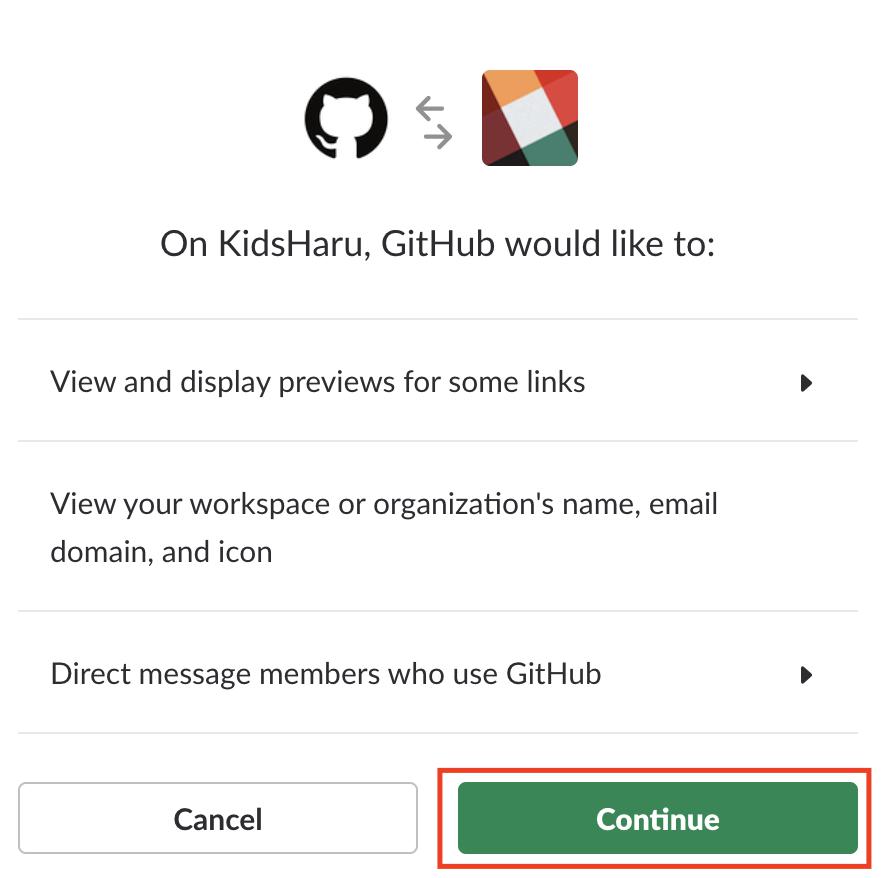 On KidsHaru, GitHub would like to:
View and display previews for some links
View your workspace or organization's name, email
domain, and icon
Direct message members who use GitHub
Cancel
Continue